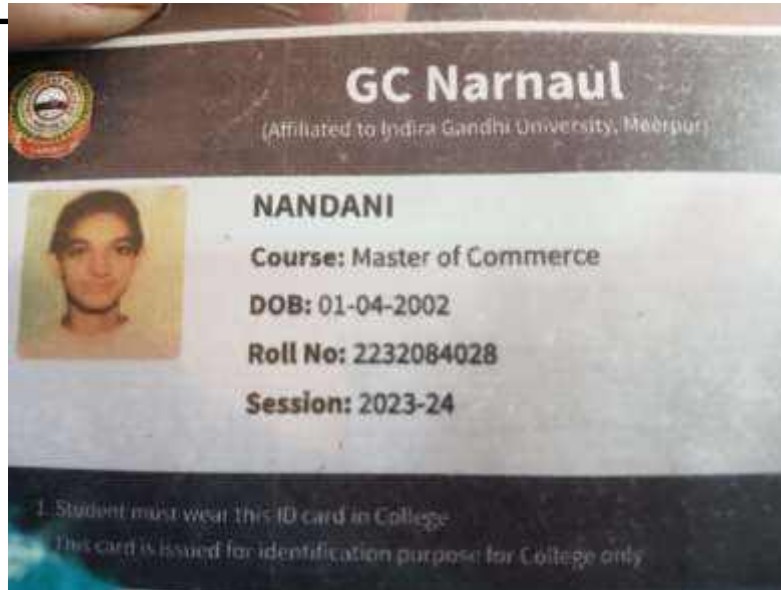 GC Narnaul
(Affiliated to Indira Gandhi University, Meerpur)
NANDANI
Course: Master of Commerce
DOB: 01-04-2002
Roll No: 2232084028
Session: 2023-24
1. Student must wear this ID card in College
This card is issued for identification purpose for College only